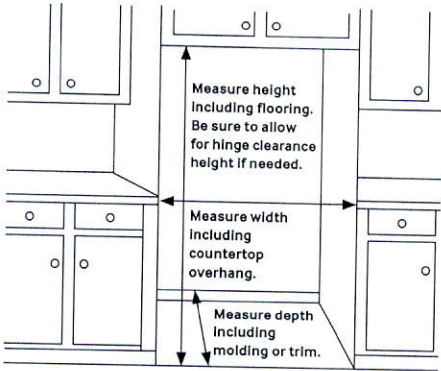 Measure height
including flooring.
Be sure to allow
for hinge clearance
height if needed.
Measure width
including
countertop
overhang.
Measure depth
including
molding or trim.